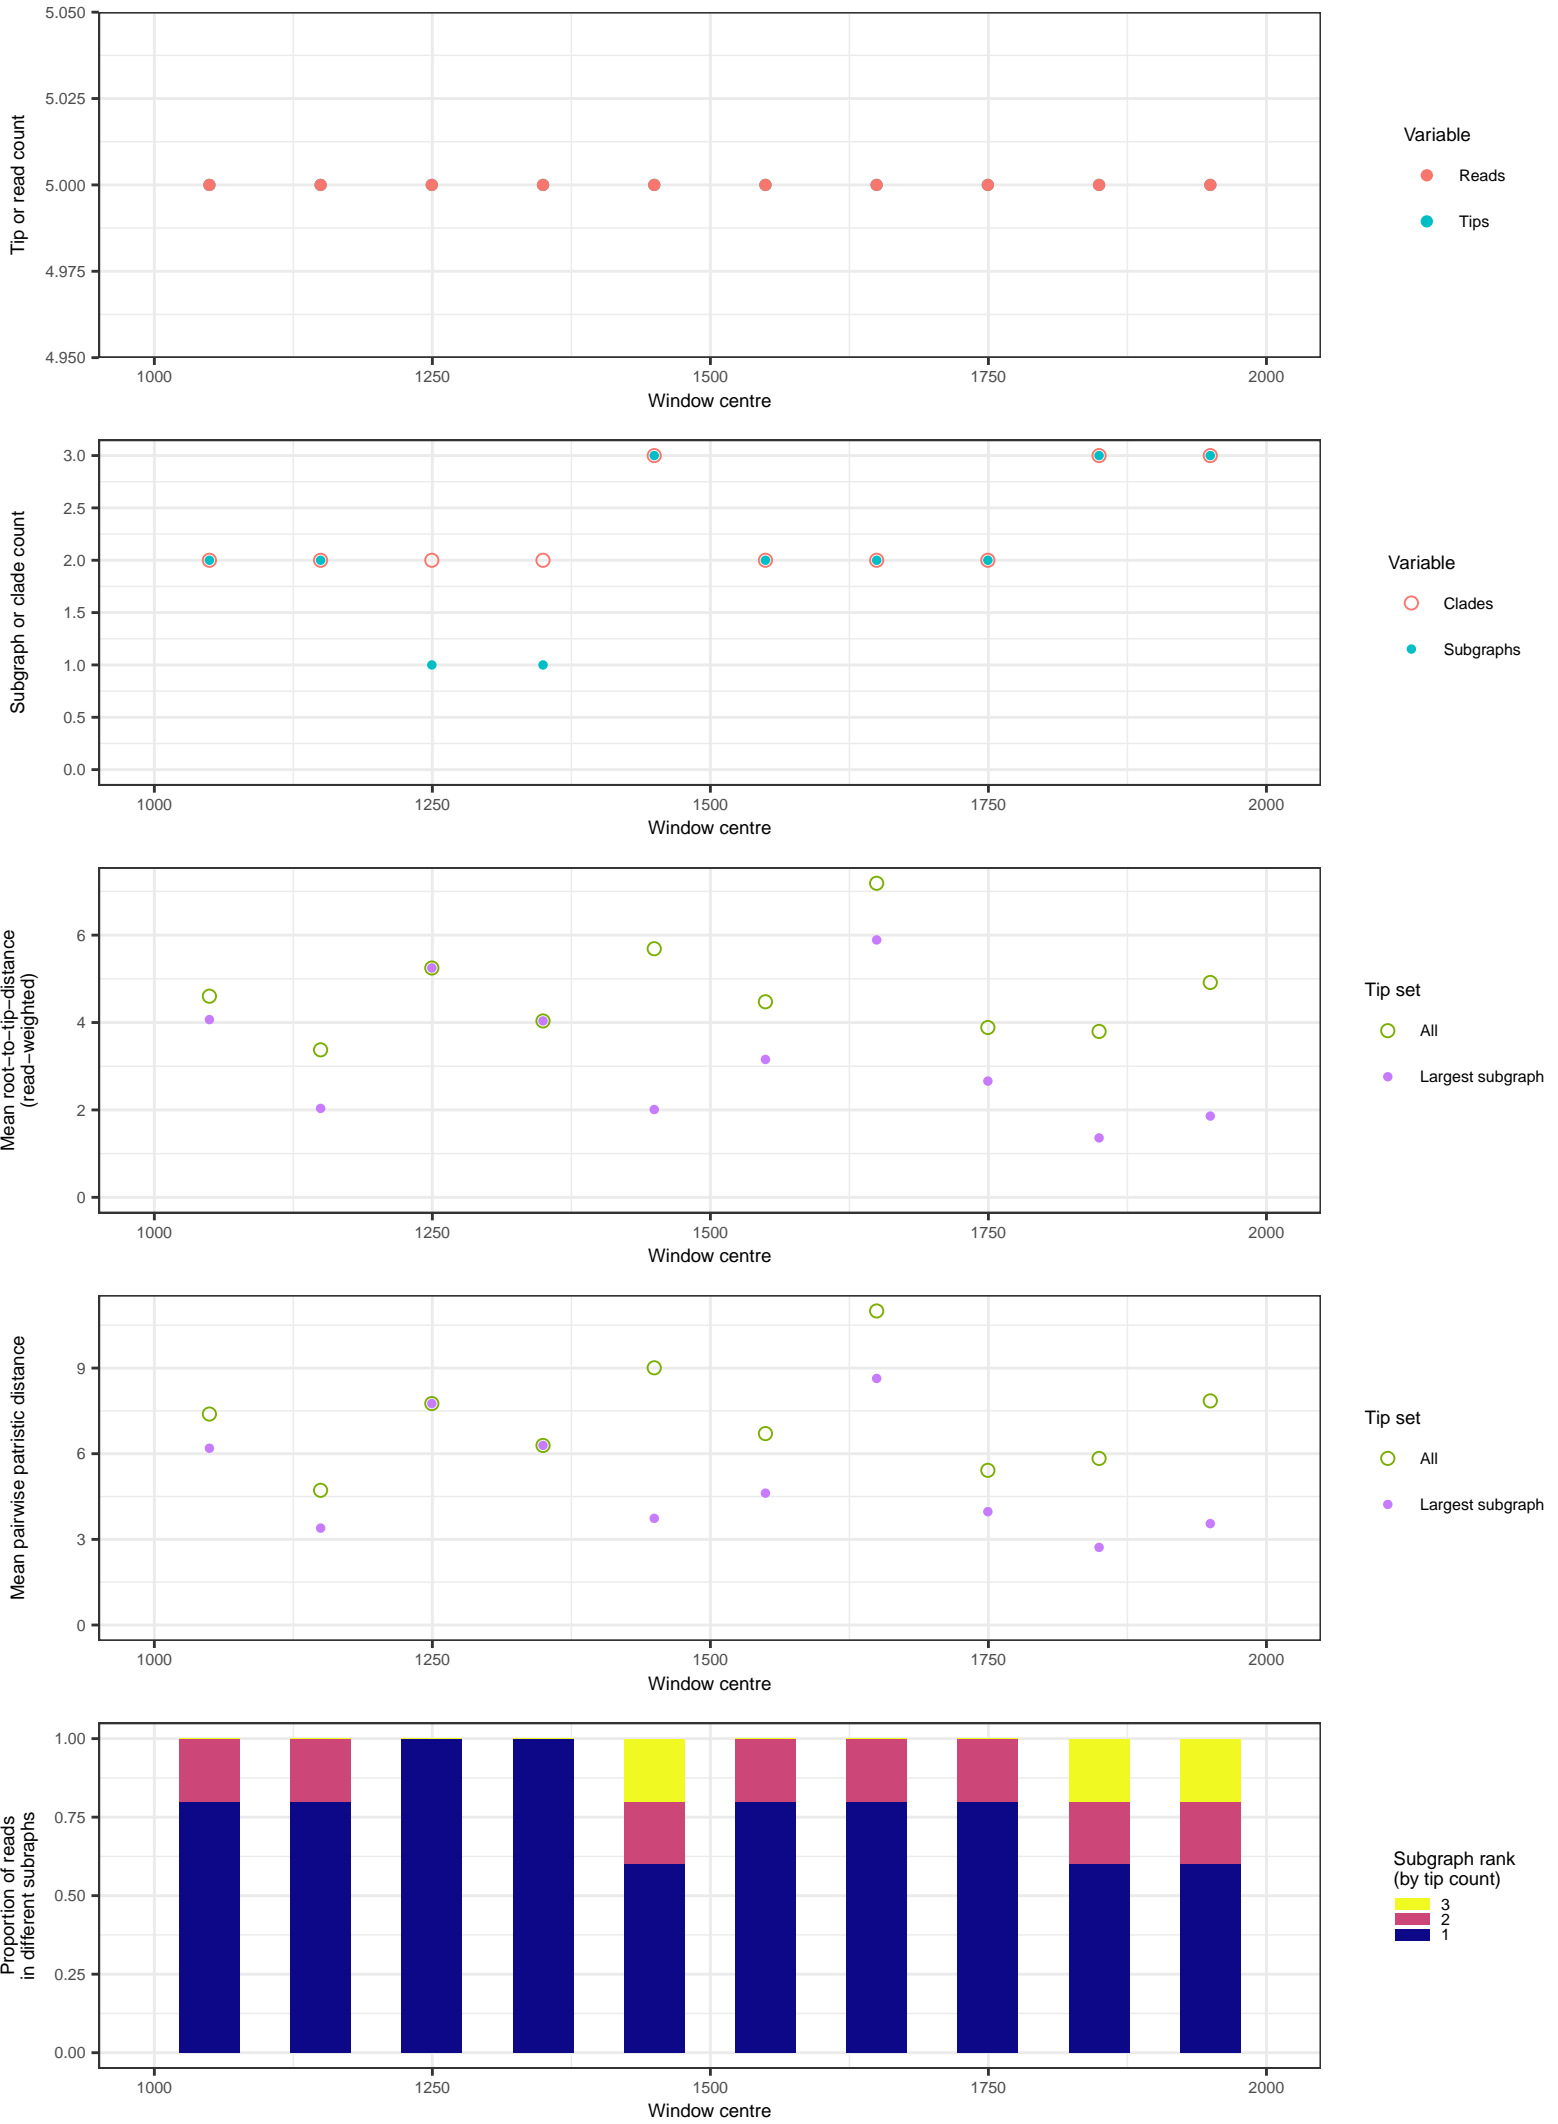 5.050
5.025
5.000
4.975
4.950
Tip or read count
1000 1250 1500 1750 2000
Window centre
Variable
Reads
Tips
3.0
2.5
2.0
1.5
1.0
0.5
0.0
Subgraph or clade count
1000 1250 1500 1750 2000
Window centre
Variable
Clades
Subgraphs
6
4
2
0
Mean root−to−tip−distance
(read−weighted)
1000 1250 1500 1750 2000
Window centre
Tip set
All
Largest subgraph
9
6
3
0
Mean pairwise patristic distance
1000 1250 1500 1750 2000
Window centre
Tip set
All
Largest subgraph
1.00
0.75
0.50
0.25
0.00
Proportion of reads
in different subraphs
1000 1250 1500 1750 2000
Window centre
Subgraph rank
(by tip count)
3
2
1